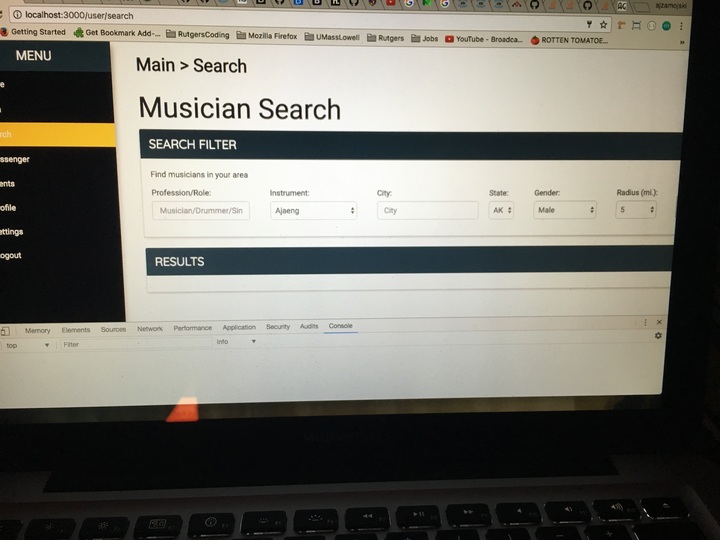 ajzamojski
localhost:3000/user/search
Getting Started Get Bookmark Add-... RutgersCoding Mozilla Firefox UMassLowell Rutgers Jobs YouTube - Broadca... ROTTEN TOMATOE... »
MENU
Main > Search
Musician Search
SEARCH FILTER
Find musicians in your area
Profession/Role: Instrument: City: State: Gender: Radius (mi.):
Musician/Drummer/Sin Ajaeng City AK Male 5
RESULTS
e
rch
ssenger
ents
ofile
ettings
ogout
Memory Elements Sources Network Performance Application Security Audits Console
top Filter Info